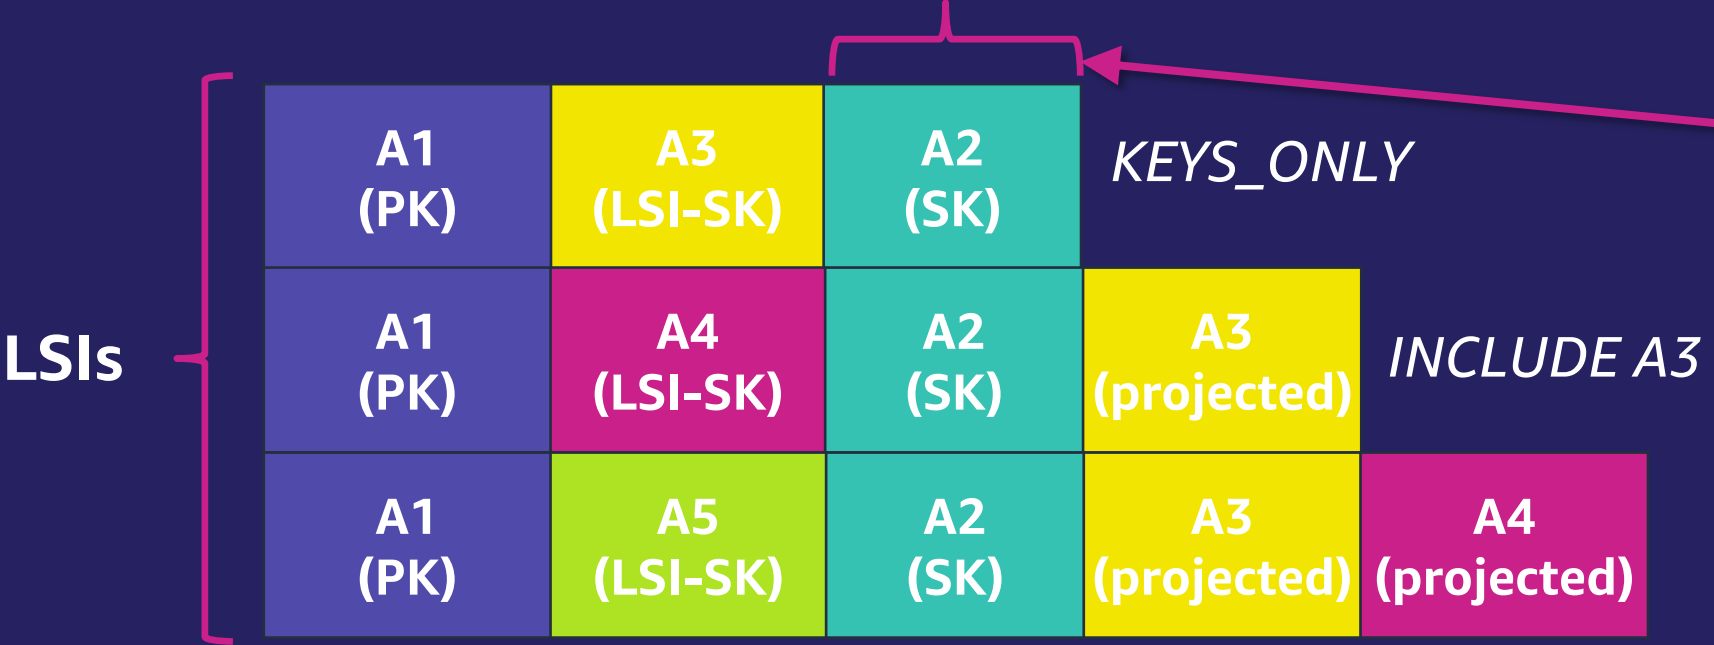 A1
(PK)
A3
(LSI-SK)
A2
(SK)
KEYS_ONLY
LSIs
A1
(PK)
A4
(LSI-SK)
A2
(SK)
A3
(projected)
INCLUDE A3
A1
(PK)
A5
(LSI-SK)
A2
(SK)
A3
(projected)
A4
(projected)